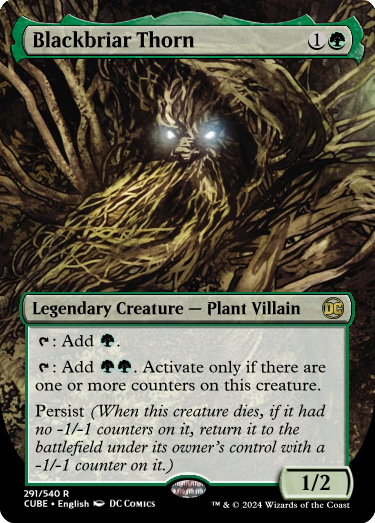 Blackbriar Thorn 1
Legendary Creature — Plant Villain DC
: Add .
: Add . Activate only if there are
one or more counters on this creature.
Persist (When this creature dies, if it had
no -1/-1 counters on it, return it to the
battlefield under its owner's control with a
-1/-1 counter on it.)
1/2
291/540 R
CUBE • English DC COMICS
™ & © 2024 Wizards of the Coast